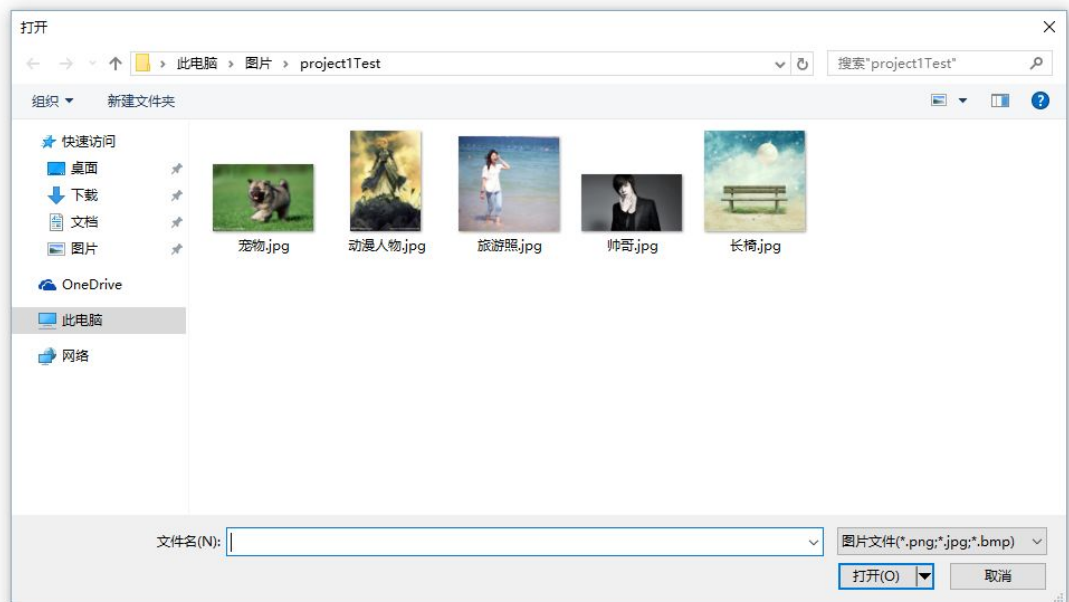 打开
此电脑 › 图片 › project1Test
搜索"project1Test"
组织
新建文件夹
快速访问
桌面
下载
文档
图片
OneDrive
此电脑
网络
宠物.jpg
动漫人物.jpg
旅游照.jpg
帅哥.jpg
长椅.jpg
文件名(N):
图片文件(*.png;*.jpg;*.bmp)
打开(O)
取消